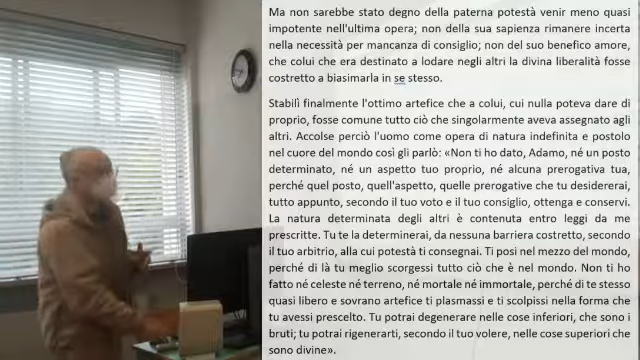 Ma non sarebbe stato degno della paterna potestà venir meno quasi
impotente nell'ultima opera; non della sua sapienza rimanere incerta
nella necessità per mancanza di consiglio; non del suo benefico amore,
che colui che era destinato a lodare negli altri la divina liberalità fosse
costretto a biasimarla in se stesso.
Stabilì finalmente l'ottimo artefice che a colui, cui nulla poteva dare di
proprio, fosse comune tutto ciò che singolarmente aveva assegnato agli
altri. Accolse perciò l'uomo come opera di natura indefinita e postolo
nel cuore del mondo così gli parlò: «Non ti ho dato, Adamo, né un posto
determinato, né un aspetto tuo proprio, né alcuna prerogativa tua,
perché quel posto, quell'aspetto, quelle prerogative che tu desidererai,
tutto appunto, secondo il tuo voto e il tuo consiglio, ottenga e conservi.
La natura determinata degli altri è contenuta entro leggi da me
prescritte. Tu te la determinerai, da nessuna barriera costretto, secondo
il tuo arbitrio, alla cui potestà ti consegnai. Ti posi nel mezzo del mondo,
perché di là tu meglio scorgessi tutto ciò che è nel mondo. Non ti ho
fatto né celeste né terreno, né mortale né immortale, perché di te stesso
quasi libero e sovrano artefice ti plasmassi e ti scolpissi nella forma che
tu avessi prescelto. Tu potrai degenerare nelle cose inferiori, che sono i
bruti; tu potrai rigenerarti, secondo il tuo volere, nelle cose superiori che
sono divine».